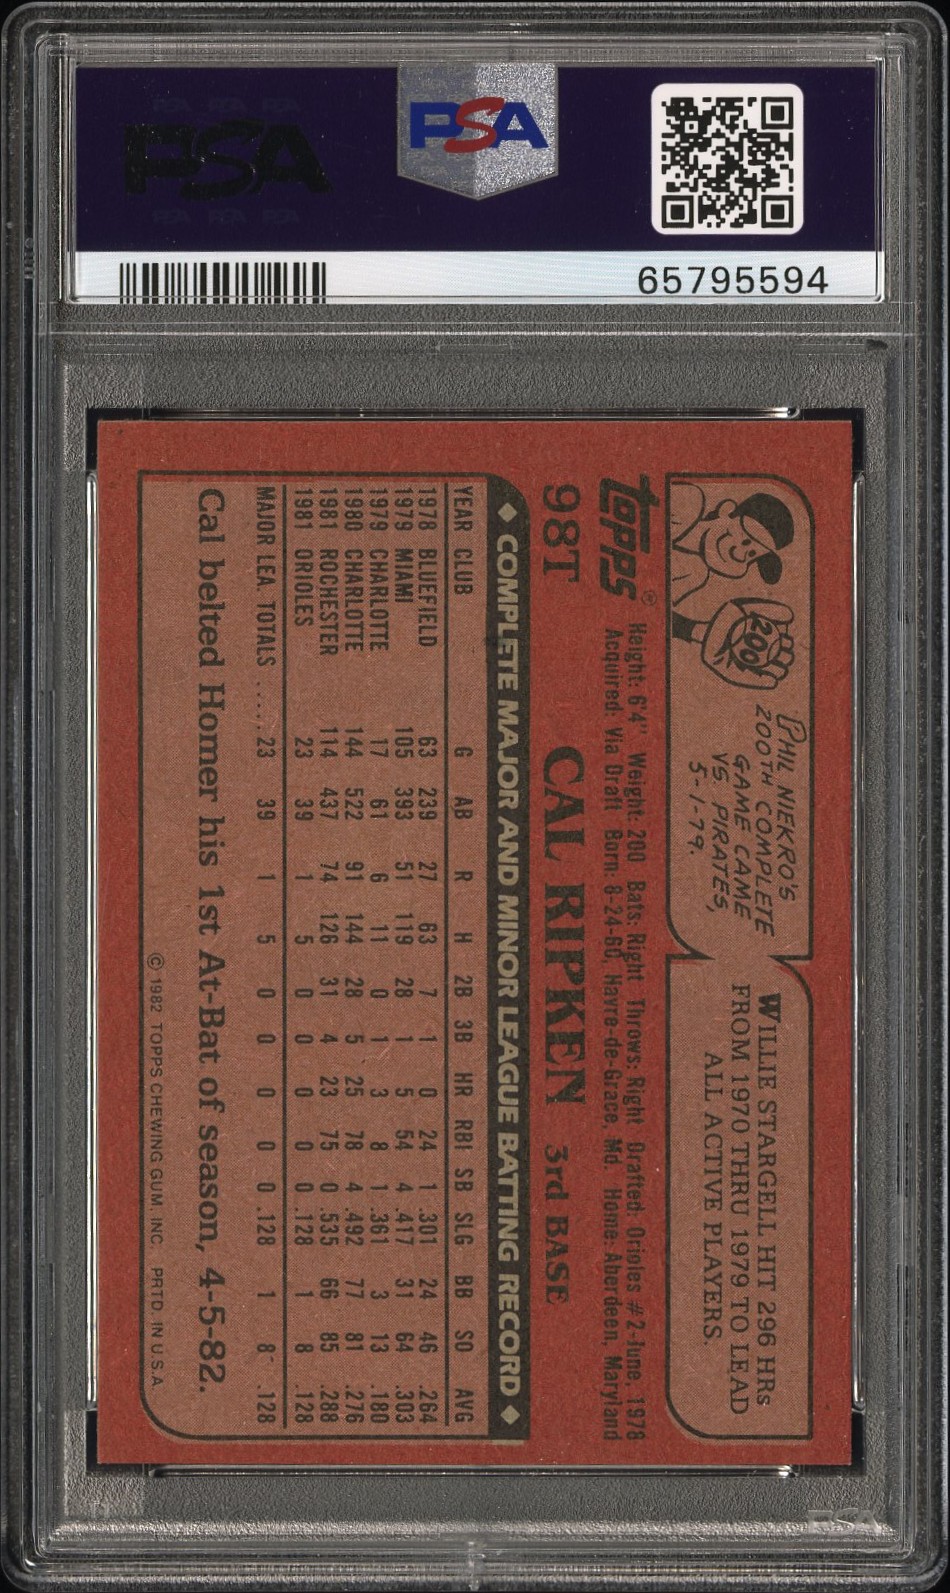 PSA
PSA
65795594
PHIL NIEKRO'S
200TH COMPLETE
GAME CAME
VS. PIRATES,
5-1-79.
200
WILLIE STARGELL HIT 296 HRs
FROM 1970 THRU 1979 TO LEAD
ALL ACTIVE PLAYERS.
Topps®
Height: 6'4" Weight: 200 Bats: Right Throws: Right Drafted: Orioles #2-June, 1978
Acquired: Via Draft Born: 8-24-60, Havre-de-Grace, Md. Home: Aberdeen, Maryland
98T CAL RIPKEN 3rd BASE
◆ COMPLETE MAJOR AND MINOR LEAGUE BATTING RECORD ◆
YEAR CLUB G AB R H 2B 3B HR RBI SB SLG BB SO AVG
1978 BLUEFIELD 63 239 27 63 7 1 0 24 1 .301 24 46 .264
1979 MIAMI 105 393 51 119 28 1 5 54 4 .417 31 64 .303
1979 CHARLOTTE 17 61 6 11 0 1 3 8 1 .361 3 13 .180
1980 CHARLOTTE 144 522 91 144 28 5 25 78 4 .492 77 81 .276
1981 ROCHESTER 114 437 74 126 31 4 23 75 0 .535 66 85 .288
1981 ORIOLES 23 39 1 5 0 0 0 0 0 .128 1 8 .128
MAJOR LEA. TOTALS ..... 23 39 1 5 0 0 0 0 0 .128 1 8 .128
Cal belted Homer his 1st At-Bat of season, 4-5-82.
© 1982 TOPPS CHEWING GUM, INC. PRTD. IN U.S.A.
PSA